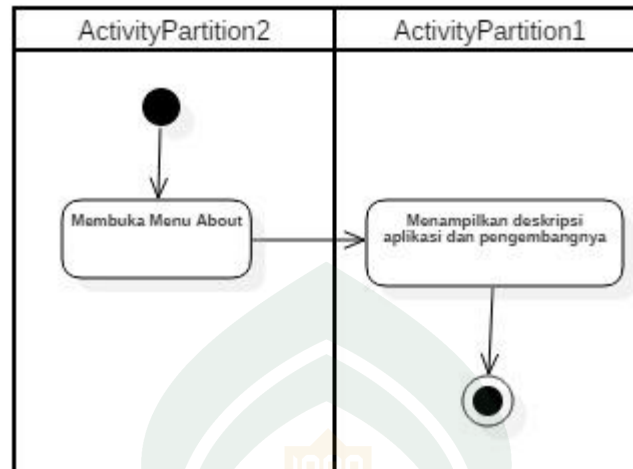 ActivityPartition2
ActivityPartition1
Membuka Menu About
Menampilkan deskripsi
aplikasi dan pengembangnya